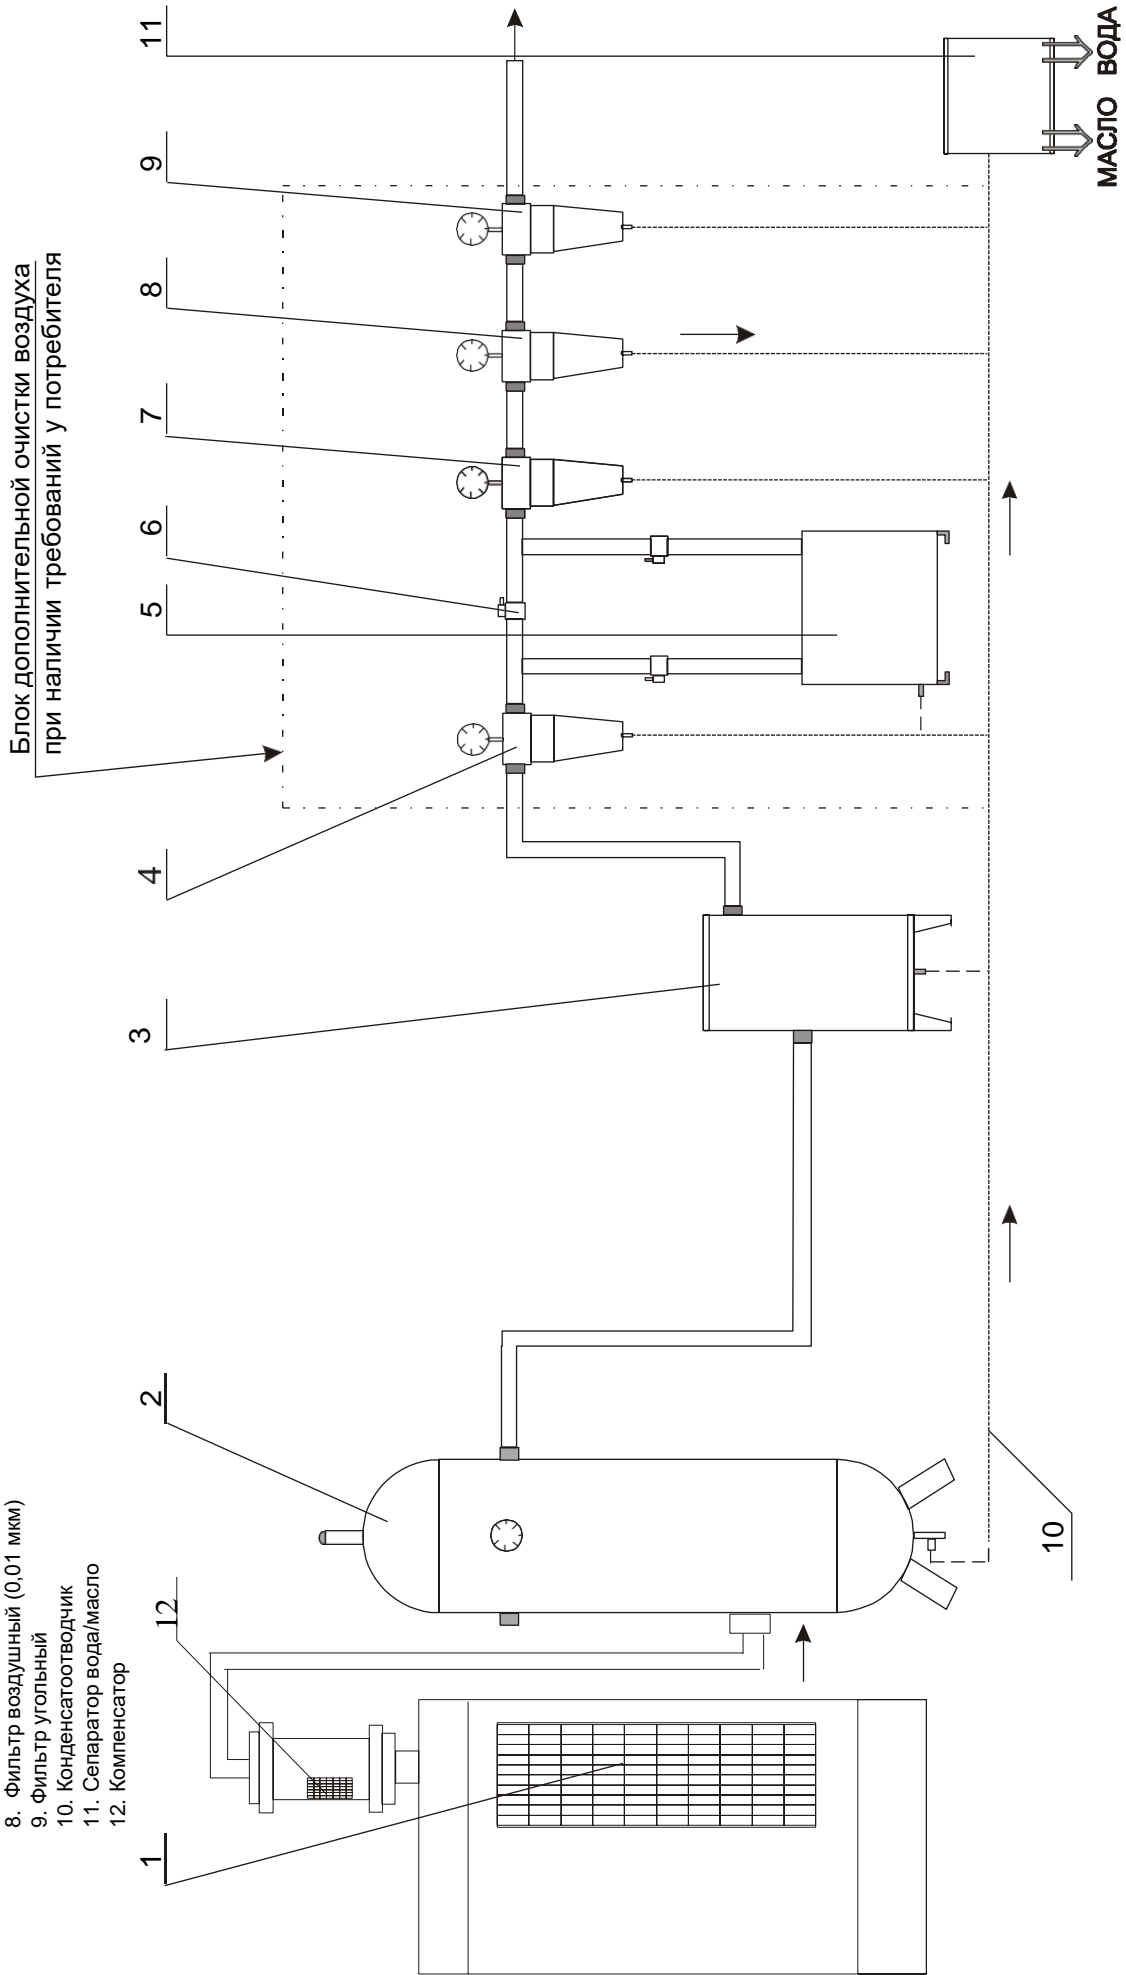 8. Фильтр воздушный (0,01 мкм)
9. Фильтр угольный
10. Конденсатоотводчик
11. Сепаратор вода/масло
12. Компенсатор
Блок дополнительной очистки воздуха
при наличии требований у потребителя
1
12
2
3
4
5
6
7
8
9
11
10
МАСЛО ВОДА